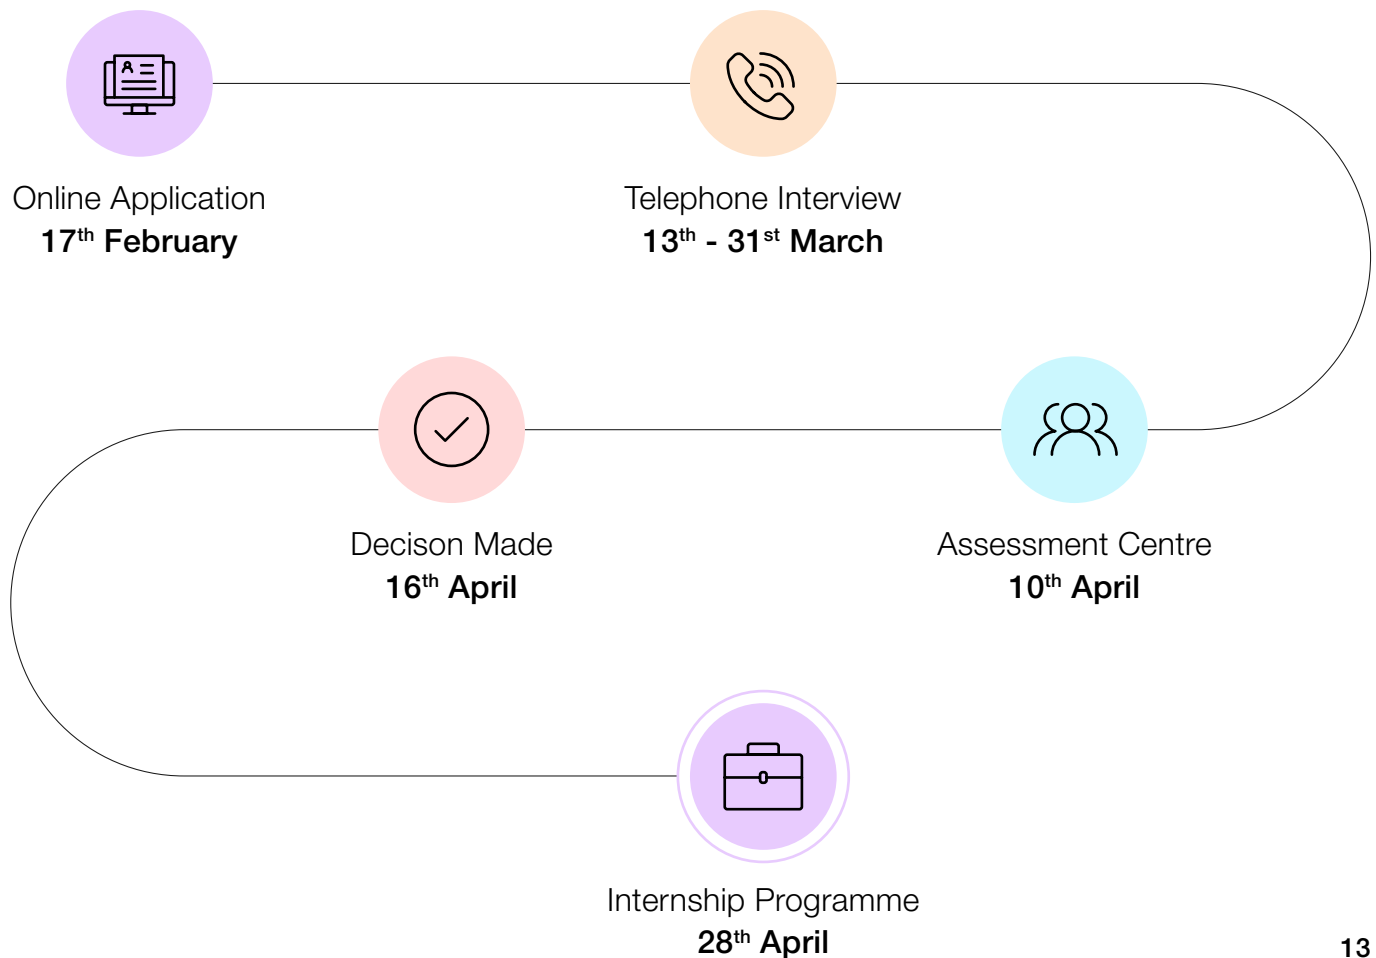 Online Application
17th February
Telephone Interview
13th - 31st March
Assessment Centre
10th April
Decison Made
16th April
Internship Programme
28th April
13